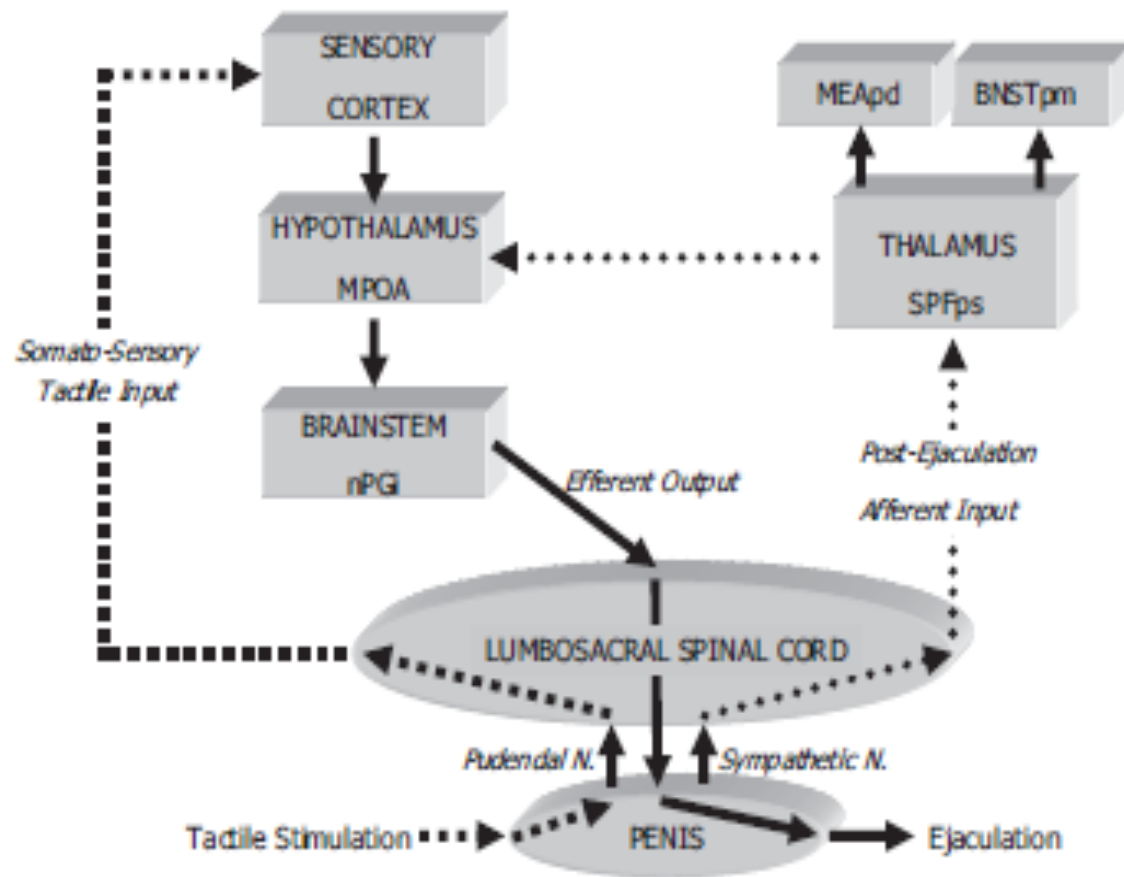 SENSORY
CORTEX
MEApd
BNSTpm
HYPOTHALAMUS
MPOA
THALAMUS
SPFps
Somato-Sensory
Tactile Input
BRAINSTEM
nPGi
Efferent Output
Post-Ejaculation
Afferent Input
LUMBOSACRAL SPINAL CORD
Pudendal N.
Sympathetic N.
Tactile Stimulation
PENIS
Ejaculation